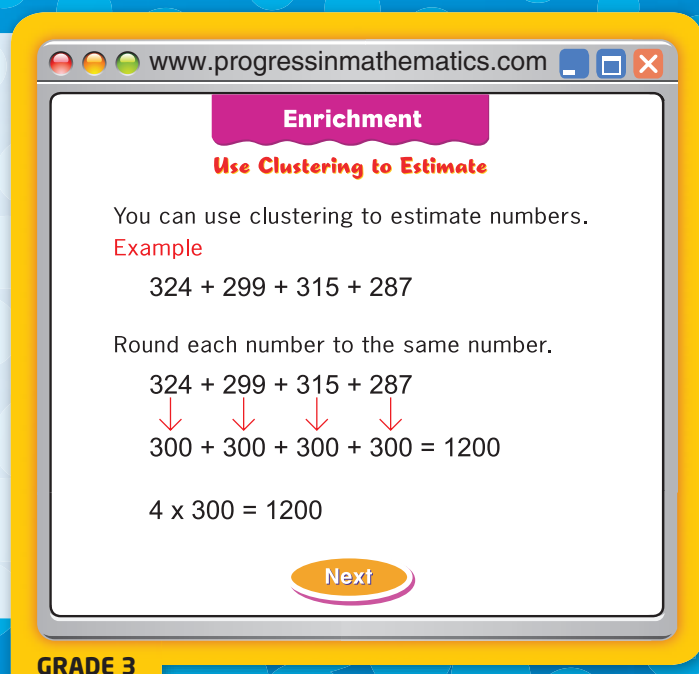 www.progressinmathematics.com
Enrichment
Use Clustering to Estimate
You can use clustering to estimate numbers.
Example
324 + 299 + 315 + 287
Round each number to the same number.
324 + 299 + 315 + 287
300 + 300 + 300 + 300 = 1200
4 x 300 = 1200
Next
GRADE 3